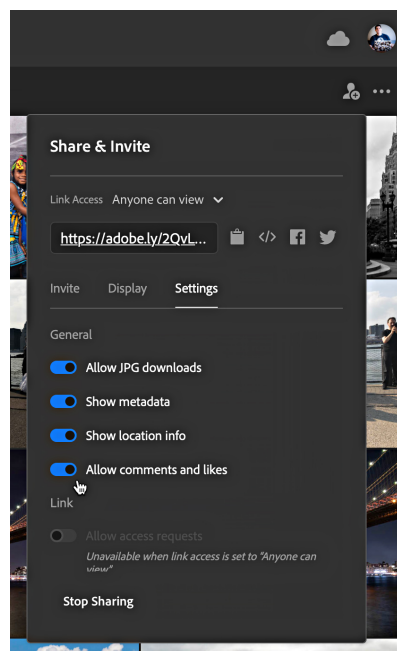 Share & Invite
Link Access Anyone can view
https://adobe.ly/2QvL...
Invite Display Settings
General
Allow JPG downloads
Show metadata
Show location info
Allow comments and likes
Link
Allow access requests
Unavailable when link access is set to "Anyone can
view"
Stop Sharing